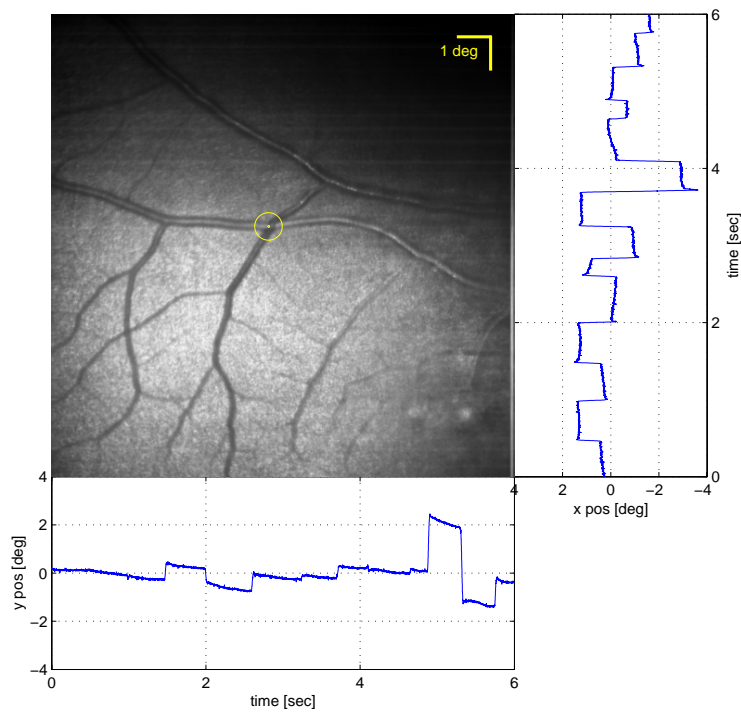 1 deg
6
4
2
0
time [sec]
4 2 0 −2 −4
x pos [deg]
4
2
0
−2
−4
y pos [deg]
0 2 4 6
time [sec]